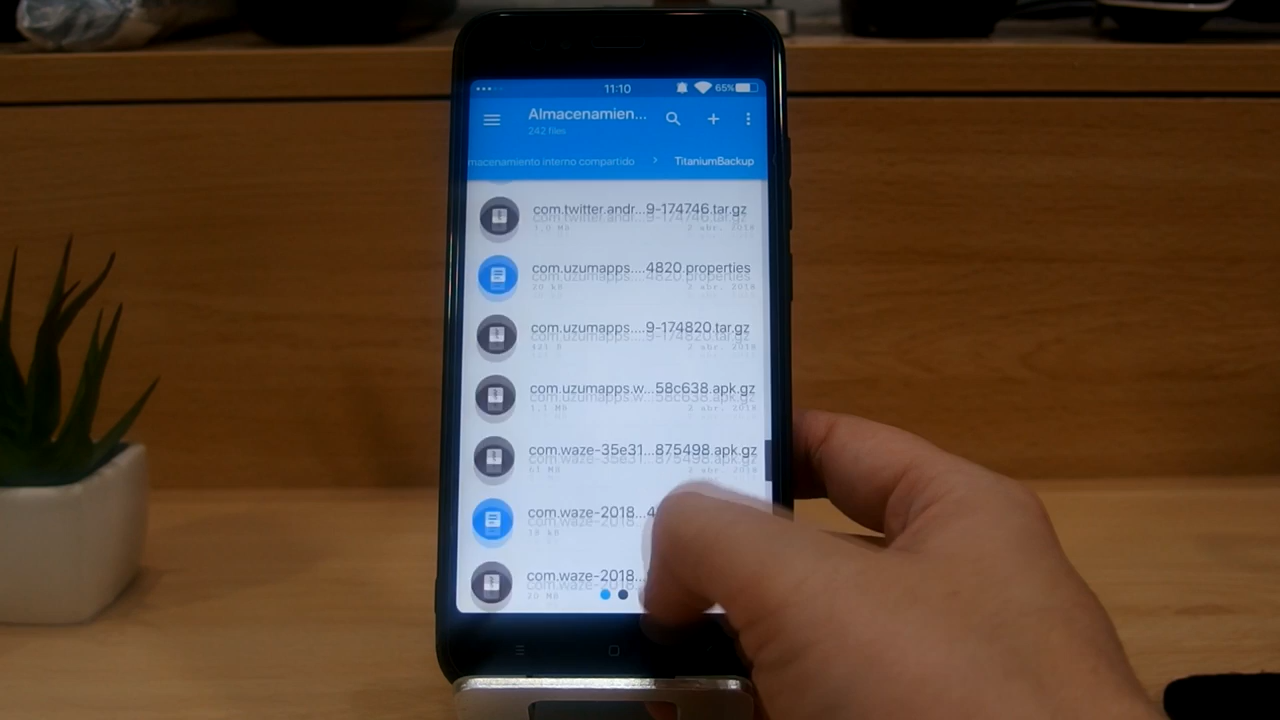 11:10 65%
Almacenamien...
242 files
macenamiento interno compartido > TitaniumBackup
com.twitter.andr...9-174746.tar.gz
1,0 Mb 2 abr. 2018
com.uzumapps....4820.properties
20 kB 2 abr. 2018
com.uzumapps....9-174820.tar.gz
421 B 2 abr. 2018
com.uzumapps.w...58c638.apk.gz
1,1 Mb 2 abr. 2018
com.waze-35e31...875498.apk.gz
61 MB 2 abr. 2018
com.waze-2018...4
com.waze-2018...
20 MB